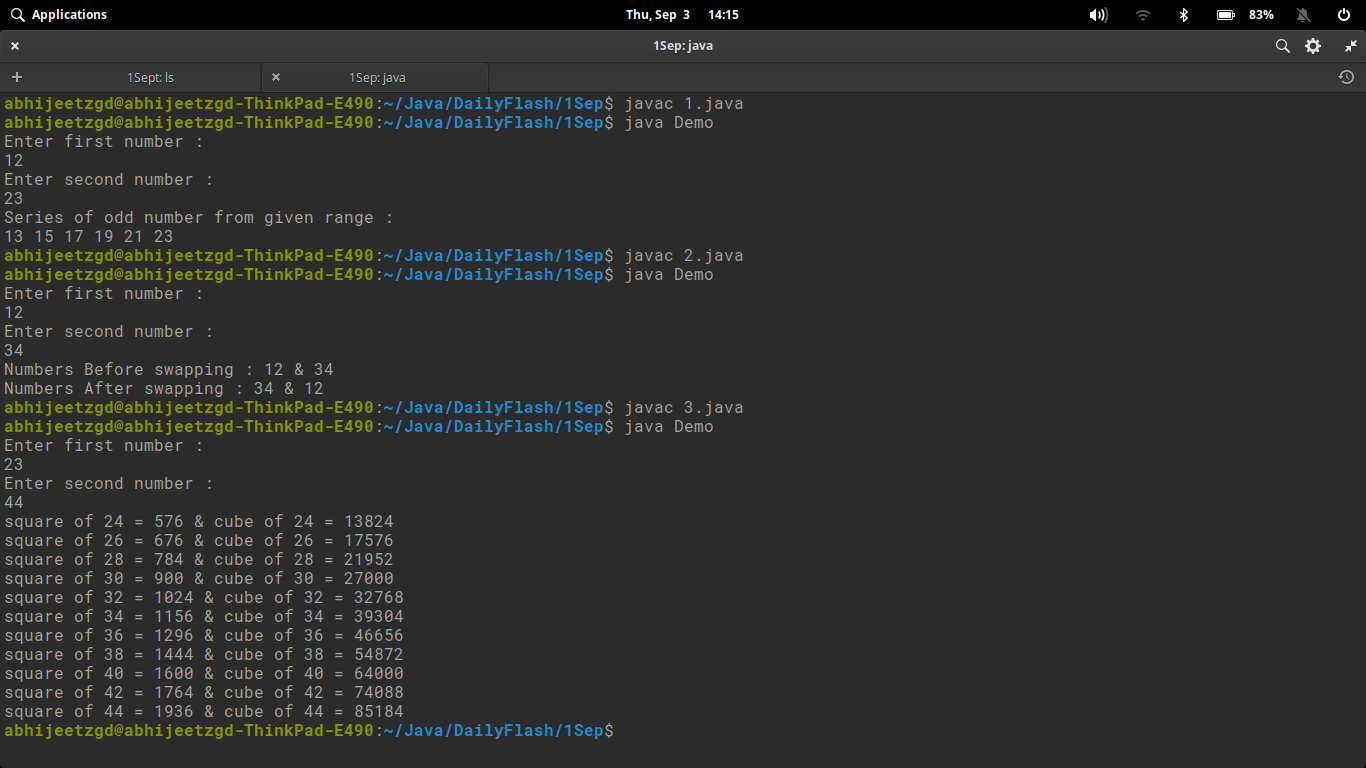 Applications
Thu, Sep 3 14:15
83%
1Sep: java
1Sept: ls
1Sep: java
abhijeetzgd@abhijeetzgd-ThinkPad-E490:~/Java/DailyFlash/1Sep$ javac 1.java
abhijeetzgd@abhijeetzgd-ThinkPad-E490:~/Java/DailyFlash/1Sep$ java Demo
Enter first number :
12
Enter second number :
23
Series of odd number from given range :
13 15 17 19 21 23
abhijeetzgd@abhijeetzgd-ThinkPad-E490:~/Java/DailyFlash/1Sep$ javac 2.java
abhijeetzgd@abhijeetzgd-ThinkPad-E490:~/Java/DailyFlash/1Sep$ java Demo
Enter first number :
12
Enter second number :
34
Numbers Before swapping : 12 & 34
Numbers After swapping : 34 & 12
abhijeetzgd@abhijeetzgd-ThinkPad-E490:~/Java/DailyFlash/1Sep$ javac 3.java
abhijeetzgd@abhijeetzgd-ThinkPad-E490:~/Java/DailyFlash/1Sep$ java Demo
Enter first number :
23
Enter second number :
44
square of 24 = 576 & cube of 24 = 13824
square of 26 = 676 & cube of 26 = 17576
square of 28 = 784 & cube of 28 = 21952
square of 30 = 900 & cube of 30 = 27000
square of 32 = 1024 & cube of 32 = 32768
square of 34 = 1156 & cube of 34 = 39304
square of 36 = 1296 & cube of 36 = 46656
square of 38 = 1444 & cube of 38 = 54872
square of 40 = 1600 & cube of 40 = 64000
square of 42 = 1764 & cube of 42 = 74088
square of 44 = 1936 & cube of 44 = 85184
abhijeetzgd@abhijeetzgd-ThinkPad-E490:~/Java/DailyFlash/1Sep$